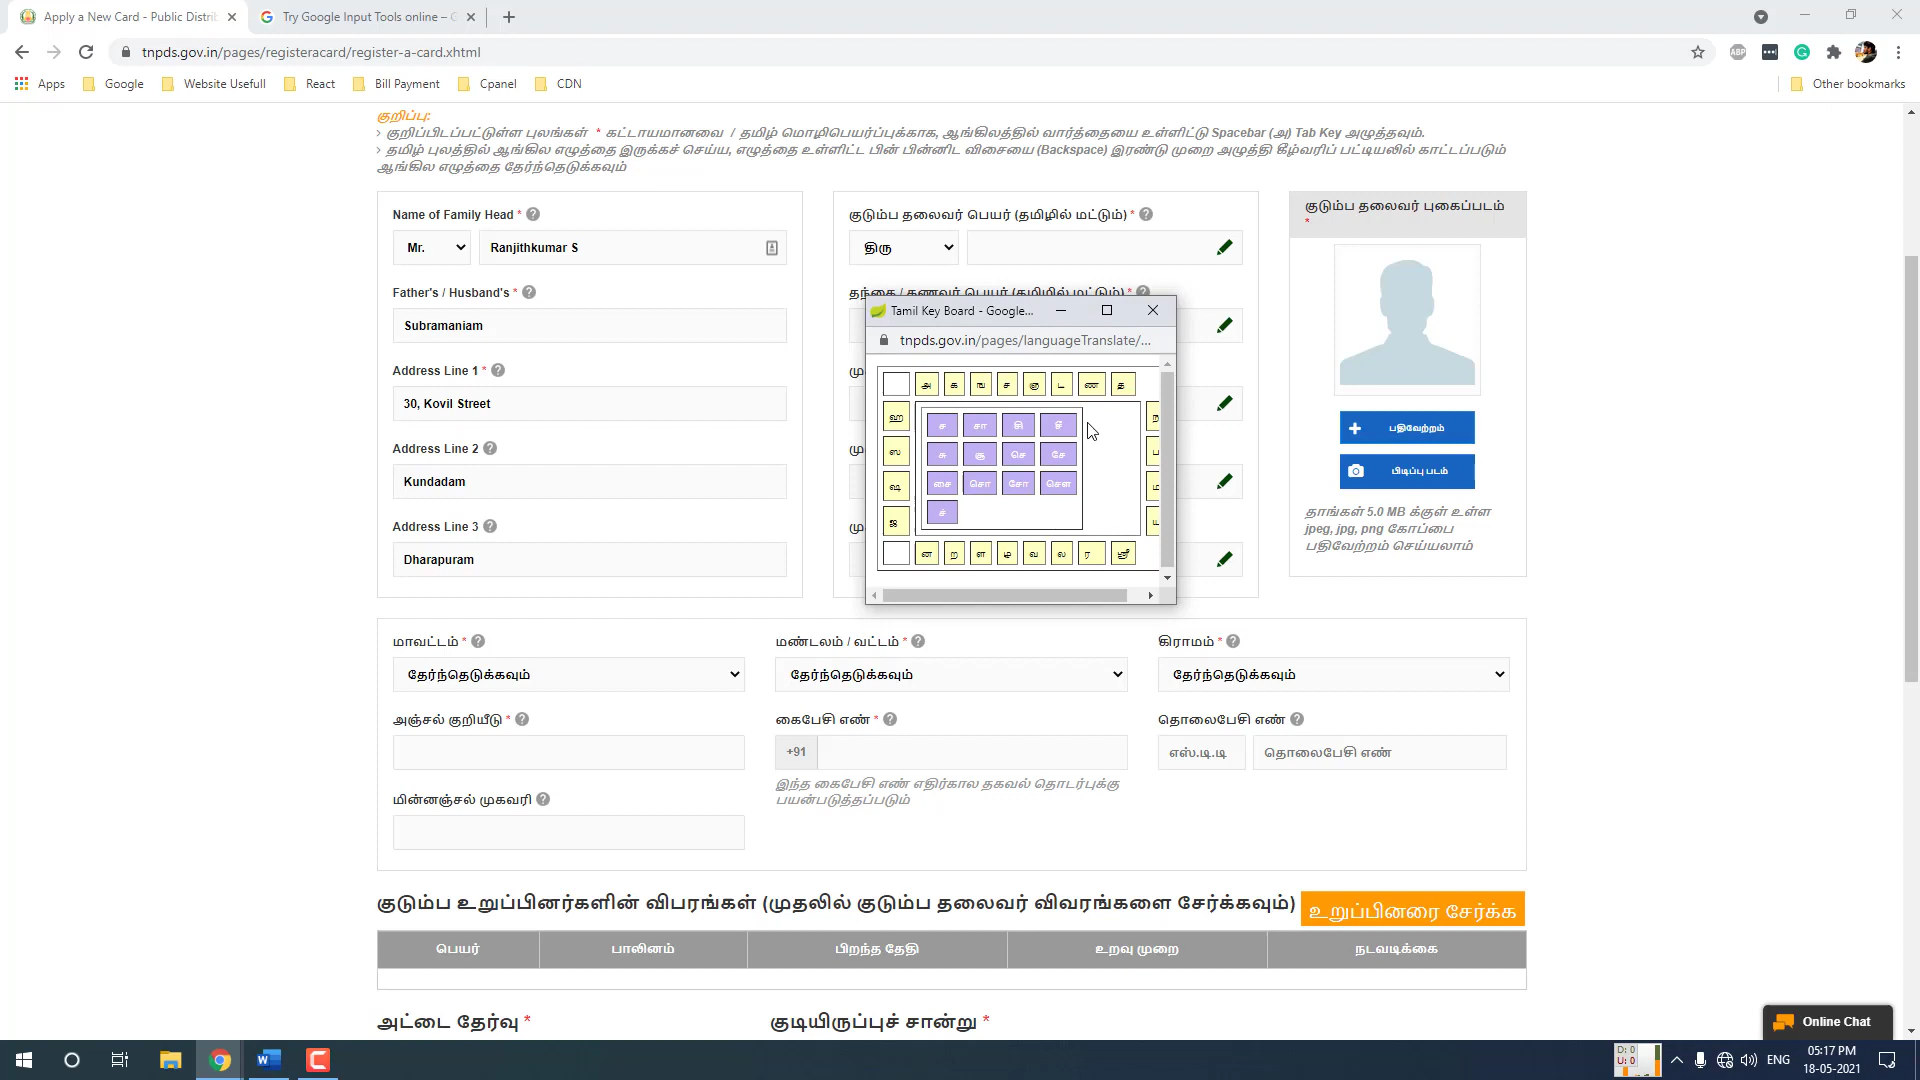 Apply a New Card - Public Distrib
Try Google Input Tools online – G
tnpds.gov.in/pages/registeracard/register-a-card.xhtml
ABP
Apps
Google
Website Usefull
React
Bill Payment
Cpanel
CDN
Other bookmarks
குறிப்பு:
› குறிப்பிடப்பட்டுள்ள புலங்கள் * கட்டாயமானவை / தமிழ் மொழிபெயர்ப்புக்காக, ஆங்கிலத்தில் வார்த்தையை உள்ளிட்டு Spacebar (அ) Tab Key அழுத்தவும்.
› தமிழ் புலத்தில் ஆங்கில எழுத்தை இருக்கச் செய்ய, எழுத்தை உள்ளிட்ட பின் பின்னிட விசையை (Backspace) இரண்டு முறை அழுத்தி கீழ்வரிப் பட்டியலில் காட்டப்படும்
ஆங்கில எழுத்தை தேர்ந்தெடுக்கவும்
Name of Family Head * ?
Mr.
Ranjithkumar S
Father's / Husband's * ?
Subramaniam
Address Line 1 * ?
30, Kovil Street
Address Line 2 ?
Kundadam
Address Line 3 ?
Dharapuram
குடும்ப தலைவர் பெயர் (தமிழில் மட்டும்) * ?
திரு
தந்தை / கணவர் பெயர் (தமிழில் மட்டும்) * ?
மு
மு
மு
Tamil Key Board - Google...
tnpds.gov.in/pages/languageTranslate/...
அ க ங ச ஞ ட ண த
ஹ
ஸ
ஷ
ஜ
ச சா சி சீ
சு சூ செ சே
சை சொ சோ சௌ
ச்
ன ற ள ழ வ ல ர ஸ்ரீ
குடும்ப தலைவர் புகைப்படம்
*
பதிவேற்றம்
பிடிப்பு படம்
தாங்கள் 5.0 MB க்குள் உள்ள
jpeg, jpg, png கோப்பை
பதிவேற்றம் செய்யலாம்
மாவட்டம் * ?
தேர்ந்தெடுக்கவும்
மண்டலம் / வட்டம் * ?
தேர்ந்தெடுக்கவும்
கிராமம் * ?
தேர்ந்தெடுக்கவும்
அஞ்சல் குறியீடு * ?
கைபேசி எண் * ?
+91
இந்த கைபேசி எண் எதிர்கால தகவல் தொடர்புக்கு
பயன்படுத்தப்படும்
தொலைபேசி எண் ?
எஸ்.டி.டி
தொலைபேசி எண்
மின்னஞ்சல் முகவரி ?
குடும்ப உறுப்பினர்களின் விபரங்கள் (முதலில் குடும்ப தலைவர் விவரங்களை சேர்க்கவும்)
உறுப்பினரை சேர்க்க
பெயர்
பாலினம்
பிறந்த தேதி
உறவு முறை
நடவடிக்கை
அட்டை தேர்வு *
குடியிருப்புச் சான்று *
Online Chat
D: 0
U: 0
ENG
05:17 PM
18-05-2021